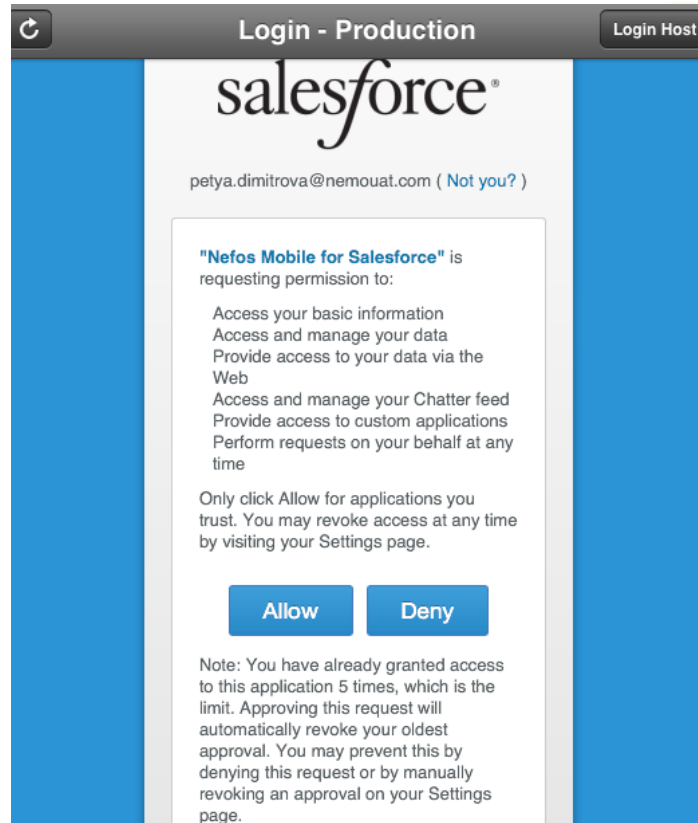 Login - Production
Login Host
salesforce®
petya.dimitrova@nemouat.com ( Not you? )
"Nefos Mobile for Salesforce" is
requesting permission to:
Access your basic information
Access and manage your data
Provide access to your data via the
Web
Access and manage your Chatter feed
Provide access to custom applications
Perform requests on your behalf at any
time
Only click Allow for applications you
trust. You may revoke access at any time
by visiting your Settings page.
Allow
Deny
Note: You have already granted access
to this application 5 times, which is the
limit. Approving this request will
automatically revoke your oldest
approval. You may prevent this by
denying this request or by manually
revoking an approval on your Settings
page.